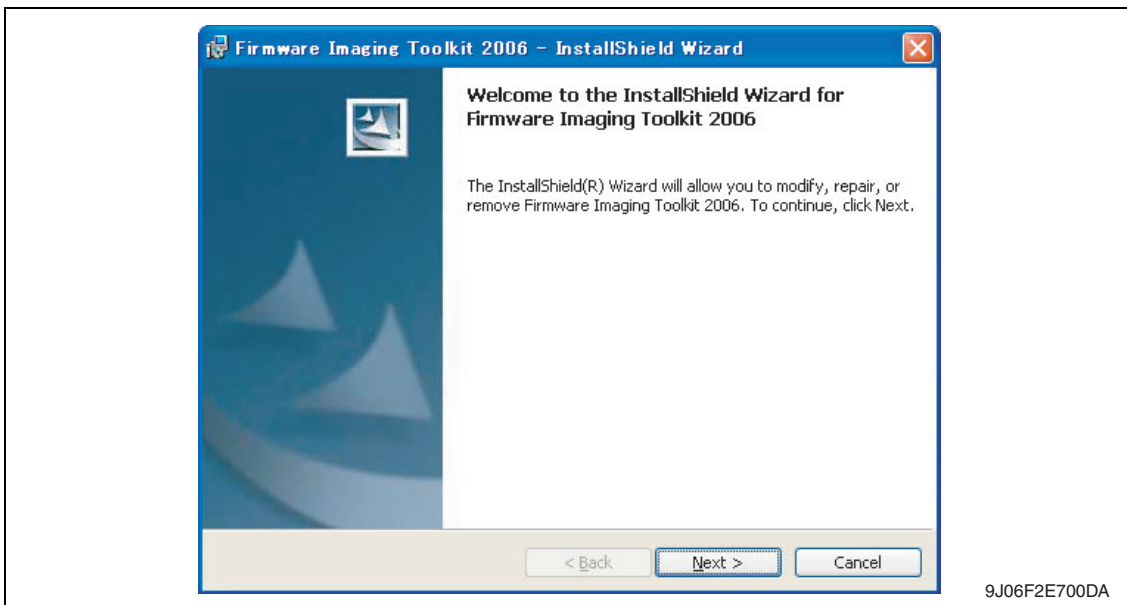 Firmware Imaging Toolkit 2006 - InstallShield Wizard
Welcome to the InstallShield Wizard for
Firmware Imaging Toolkit 2006
The InstallShield(R) Wizard will allow you to modify, repair, or
remove Firmware Imaging Toolkit 2006. To continue, click Next.
< Back Next > Cancel
9J06F2E700DA